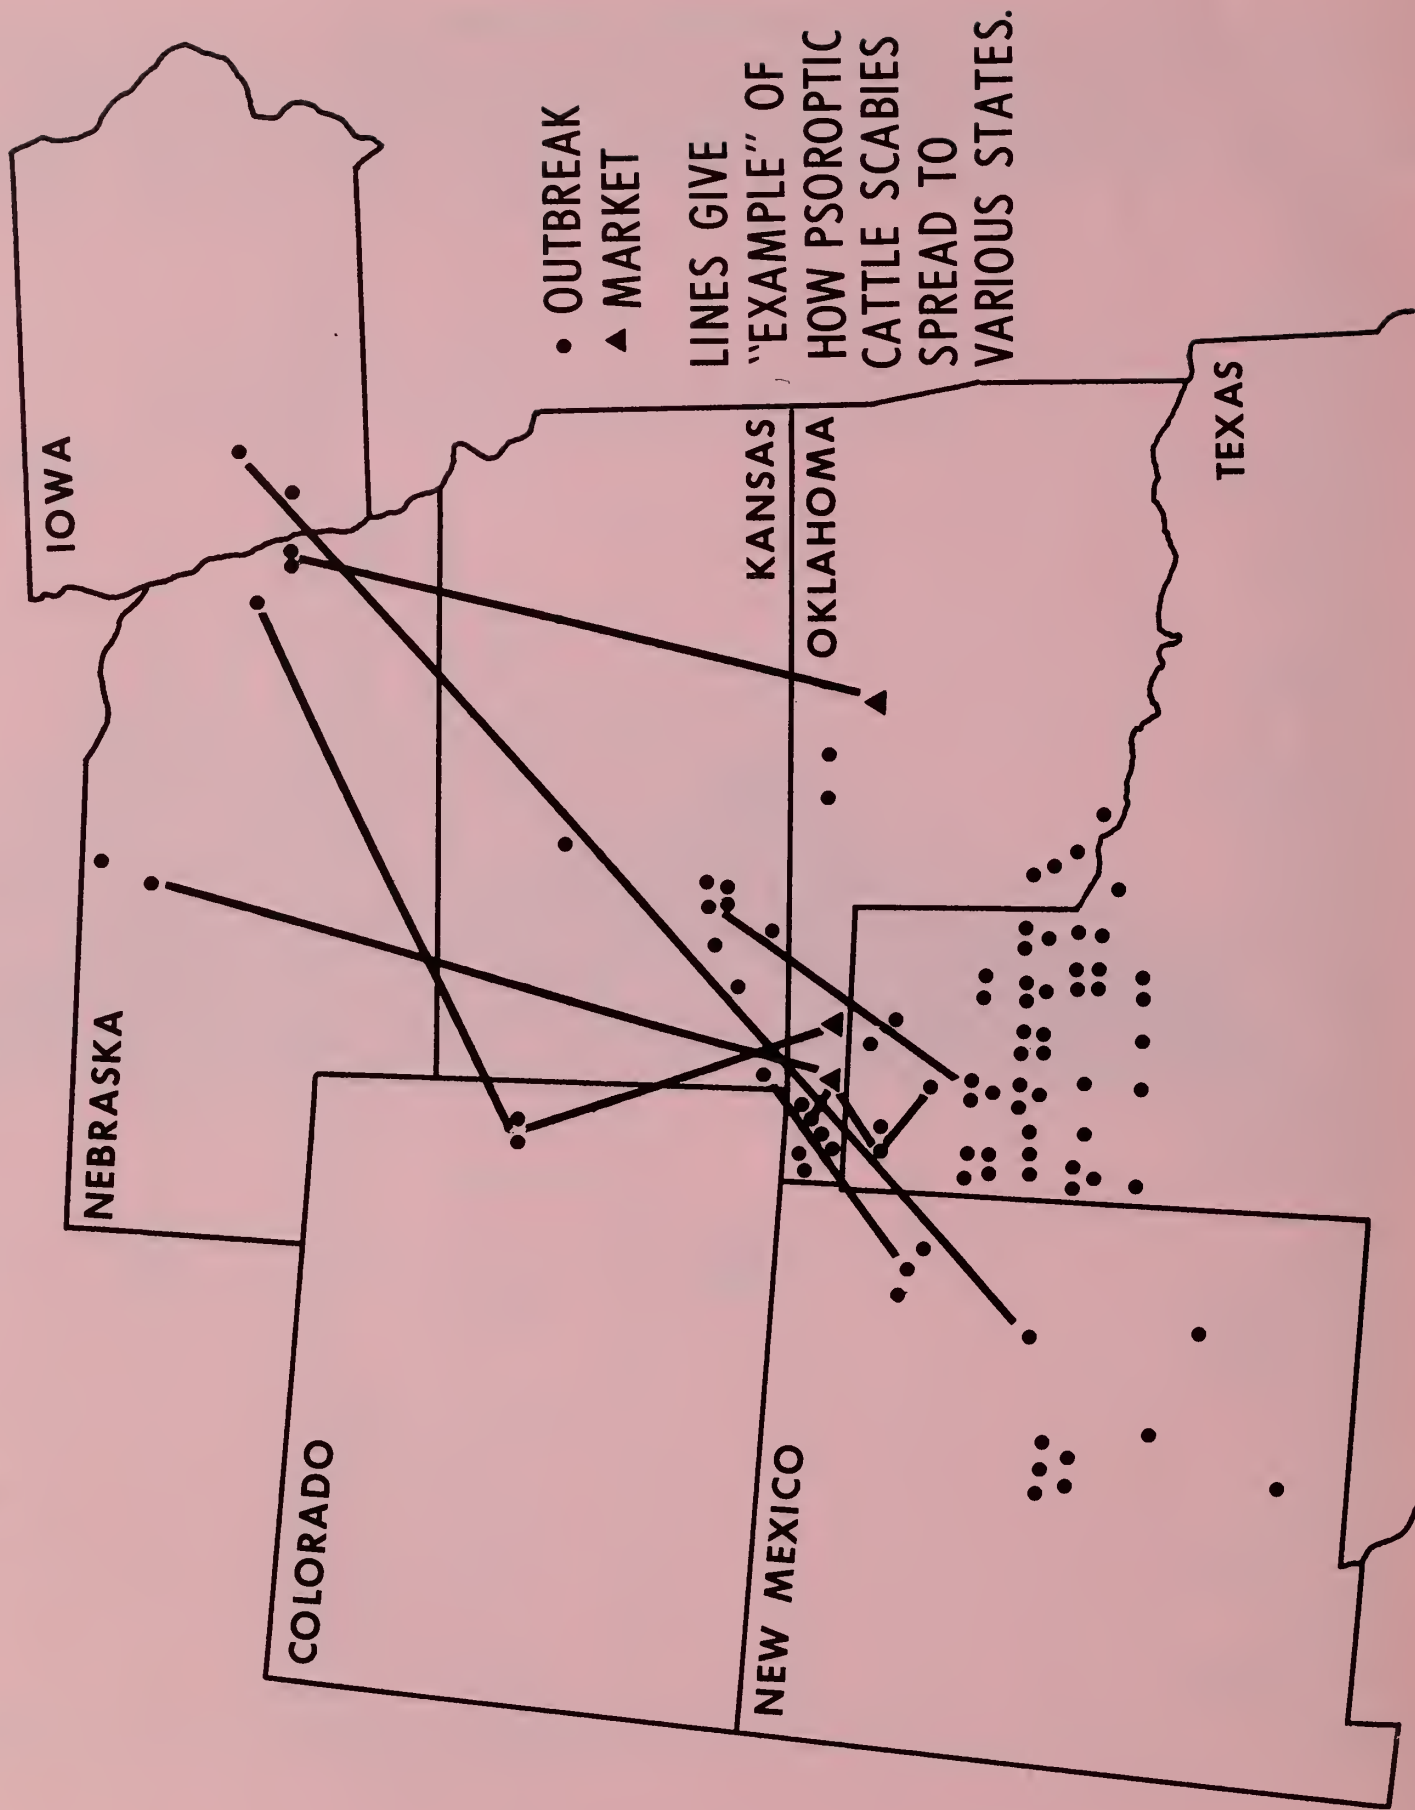 IOWA
NEBRASKA
COLORADO
KANSAS
OKLAHOMA
NEW MEXICO
TEXAS
• OUTBREAK
▲ MARKET
LINES GIVE
"EXAMPLE" OF
HOW PSOROPTIC
CATTLE SCABIES
SPREAD TO
VARIOUS STATES.